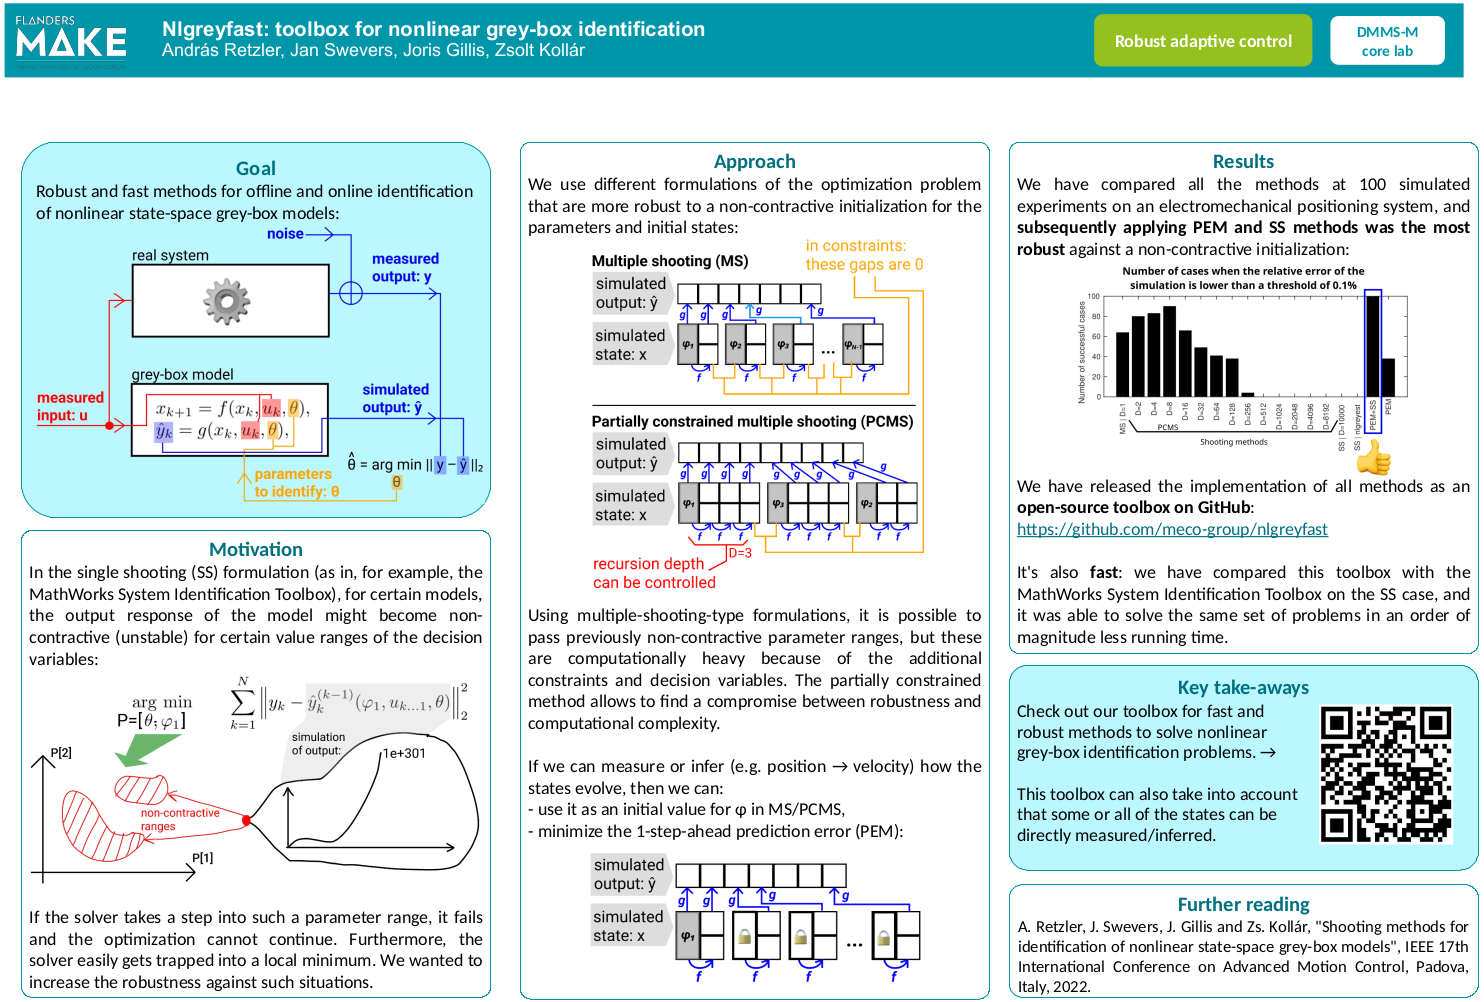 FLANDERS
MAKE
NIgreyfast: toolbox for nonlinear grey-box identification
András Retzler, Jan Swevers, Joris Gillis, Zsolt Kollár
Robust adaptive control
DMMS-M
core lab
Goal
Robust and fast methods for offline and online identification
of nonlinear state-space grey-box models:
noise
real system
measured
output: y
grey-box model
measured
input: u
simulated
output: ŷ
xₖ₊₁ = f(xₖ, uₖ, θ),
ŷₖ = g(xₖ, uₖ, θ),
θ̂ = arg min ||y − ŷ||₂
θ
parameters
to identify: θ
Motivation
In the single shooting (SS) formulation (as in, for example, the
MathWorks System Identification Toolbox), for certain models,
the output response of the model might become non-
contractive (unstable) for certain value ranges of the decision
variables:
arg min
P=[θ; φ₁]
N
∑ ‖yₖ − ŷₖ⁽ᵏ⁻¹⁾(φ₁, uₖ…₁, θ)‖₂²
k=1
simulation
of output:
1e+301
P[2]
non-contractive
ranges
P[1]
If the solver takes a step into such a parameter range, it fails
and the optimization cannot continue. Furthermore, the
solver easily gets trapped into a local minimum. We wanted to
increase the robustness against such situations.
Approach
We use different formulations of the optimization problem
that are more robust to a non-contractive initialization for the
parameters and initial states:
in constraints:
these gaps are 0
Multiple shooting (MS)
simulated
output: ŷ
g g g g g
simulated
state: x
φ₁ φ₂ φ₃ ... φN-1
f f f f
Partially constrained multiple shooting (PCMS)
simulated
output: ŷ
g g g g g g g
simulated
state: x
φ₁ φ₃ φ₂
f f f f f f f f f
D=3
recursion depth
can be controlled
Using multiple-shooting-type formulations, it is possible to
pass previously non-contractive parameter ranges, but these
are computationally heavy because of the additional
constraints and decision variables. The partially constrained
method allows to find a compromise between robustness and
computational complexity.
If we can measure or infer (e.g. position → velocity) how the
states evolve, then we can:
- use it as an initial value for φ in MS/PCMS,
- minimize the 1-step-ahead prediction error (PEM):
simulated
output: ŷ
g g g g g
simulated
state: x
φ₁ ...
f f f f
Results
We have compared all the methods at 100 simulated
experiments on an electromechanical positioning system, and
subsequently applying PEM and SS methods was the most
robust against a non-contractive initialization:
Number of cases when the relative error of the
simulation is lower than a threshold of 0.1%
Number of successful cases
100
80
60
40
20
0
MS | D=1
D=2
D=4
D=8
D=16
D=32
D=64
D=128
D=256
D=512
D=1024
D=2048
D=4096
D=8192
SS | D=10000
SS | nlgreyest
PEM+SS
PEM
PCMS
Shooting methods
We have released the implementation of all methods as an
open-source toolbox on GitHub:
https://github.com/meco-group/nlgreyfast
It's also fast: we have compared this toolbox with the
MathWorks System Identification Toolbox on the SS case, and
it was able to solve the same set of problems in an order of
magnitude less running time.
Key take-aways
Check out our toolbox for fast and
robust methods to solve nonlinear
grey-box identification problems. →
This toolbox can also take into account
that some or all of the states can be
directly measured/inferred.
Further reading
A. Retzler, J. Swevers, J. Gillis and Zs. Kollár, "Shooting methods for
identification of nonlinear state-space grey-box models", IEEE 17th
International Conference on Advanced Motion Control, Padova,
Italy, 2022.